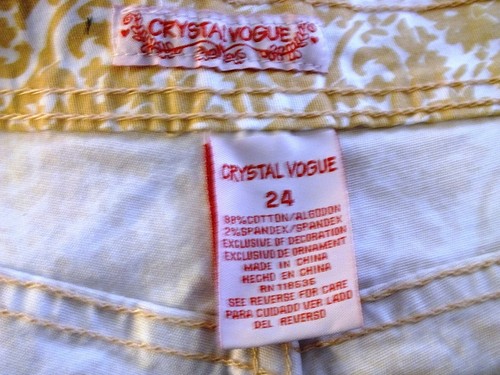 CRYSTAL VOGUE
CRYSTAL VOGUE
24
98%COTTON/ALGODON
2%SPANDEX/SPANDEX
EXCLUSIVE OF DECORATION
EXCLUSIVO DE ORNAMENT
MADE IN CHINA
HECHO EN CHINA
RN 118536
SEE REVERSE FOR CARE
PARA CUIDADO VER LADO
DEL REVERSO